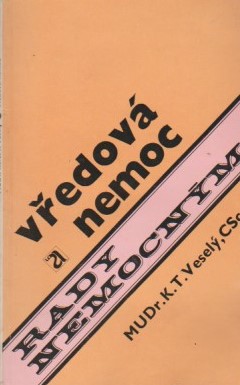 vředová
a nemoc
RADY
NEMOCNÝM
MUDr. K. T. Veselý, CSc.